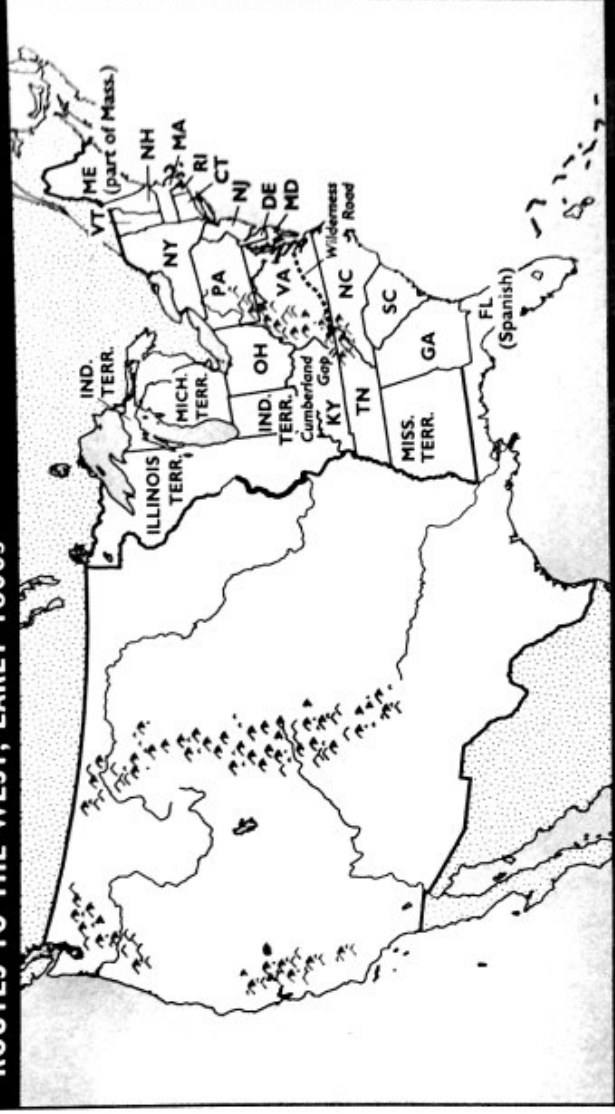 ROUTES TO THE WEST, EARLY 1800s
IND.
TERR.
VT
ME
(part of Mass.)
NH
MA
RI
CT
NY
MICH.
TERR.
ILLINOIS
TERR.
PA
NJ
DE
MD
OH
IND.
TERR.
VA
Cumberland
Gap
Wilderness
Road
KY
NC
TN
SC
MISS.
TERR.
GA
FL
(Spanish)